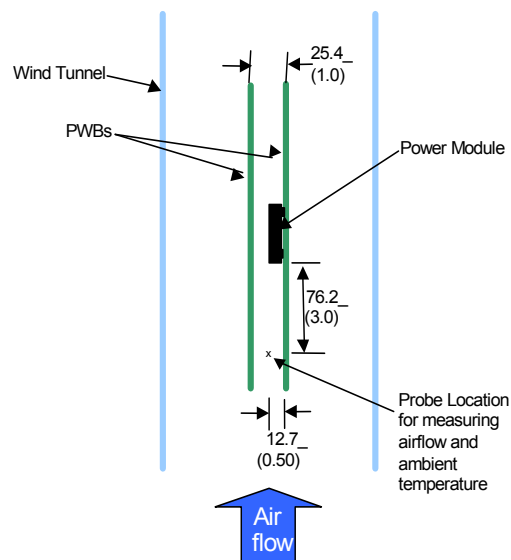 25.4_
(1.0)
Wind Tunnel
PWBs
Power Module
76.2_
(3.0)
x
Probe Location
for measuring
airflow and
ambient
temperature
12.7_
(0.50)
Air
flow